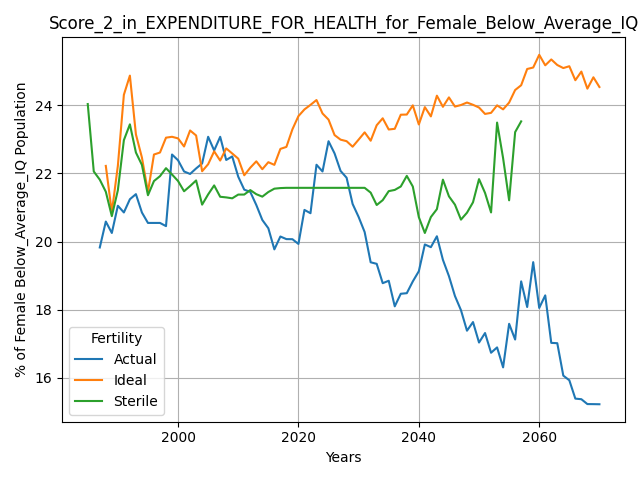 Score_2_in_EXPENDITURE_FOR_HEALTH_for_Female_Below_Average_IQ
% of Female Below_Average_IQ Population
24
22
20
18
16
Fertility
Actual
Ideal
Sterile
2000 2020 2040 2060
Years